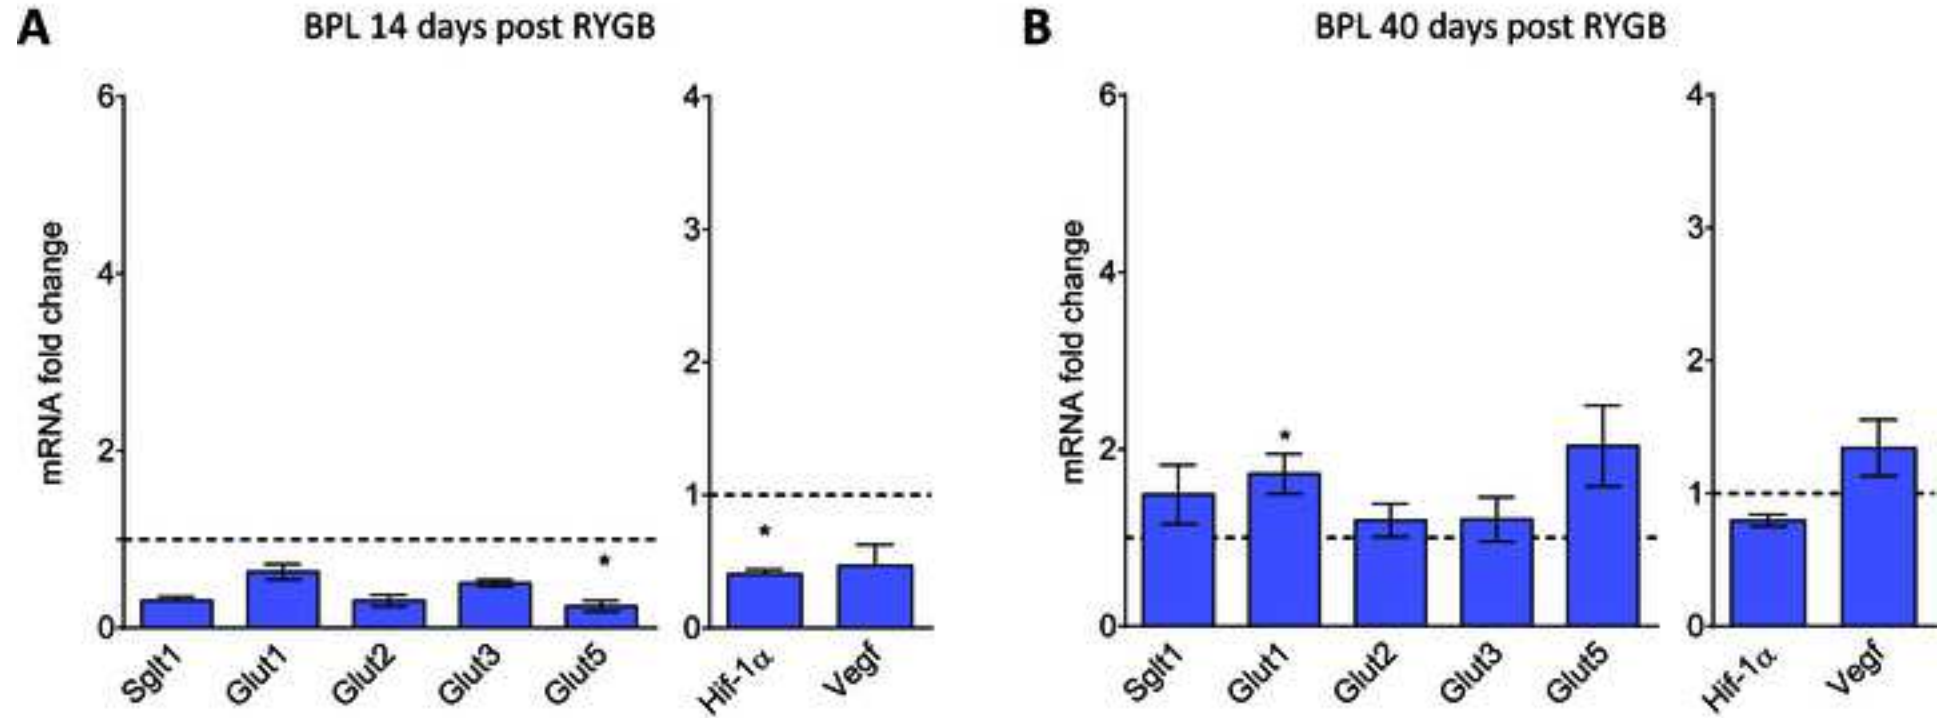 A
BPL 14 days post RYGB
mRNA fold change
6
4
2
0
*
Sglt1
Glut1
Glut2
Glut3
Glut5
4
3
2
1
0
*
Hif-1α
Vegf
B
BPL 40 days post RYGB
mRNA fold change
6
4
2
0
*
Sglt1
Glut1
Glut2
Glut3
Glut5
4
3
2
1
0
Hif-1α
Vegf